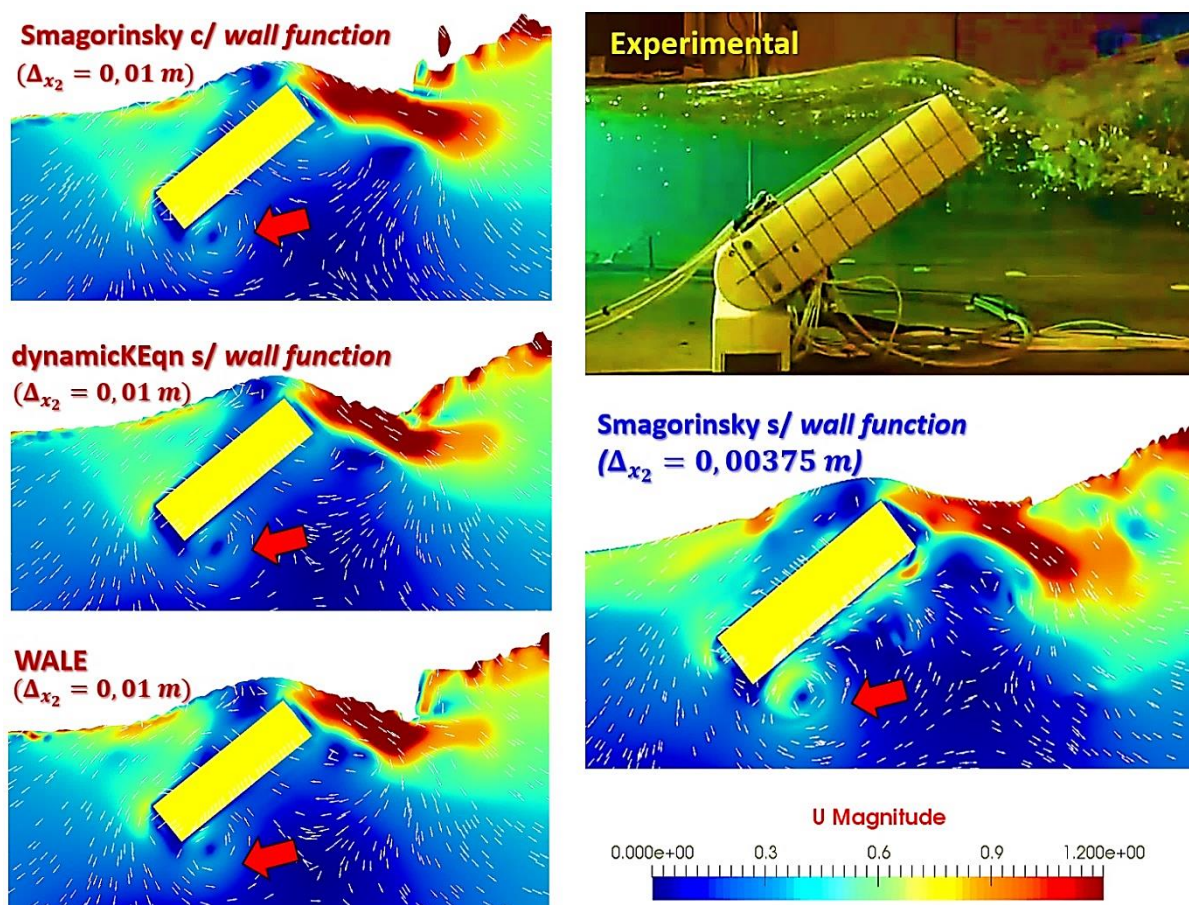 Smagorinsky c/ wall function
(Δx₂ = 0, 01 m)
dynamicKEqn s/ wall function
(Δx₂ = 0, 01 m)
WALE
(Δx₂ = 0, 01 m)
Experimental
Smagorinsky s/ wall function
(Δx₂ = 0, 00375 m)
U Magnitude
0.000e+00 0.3 0.6 0.9 1.200e+00